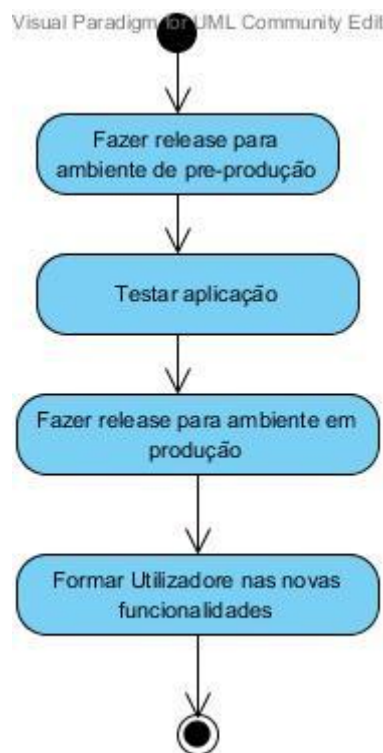 Visual Paradigm for UML Community Edit
Fazer release para
ambiente de pre-produção
Testar aplicação
Fazer release para ambiente em
produção
Formar Utilizadore nas novas
funcionalidades